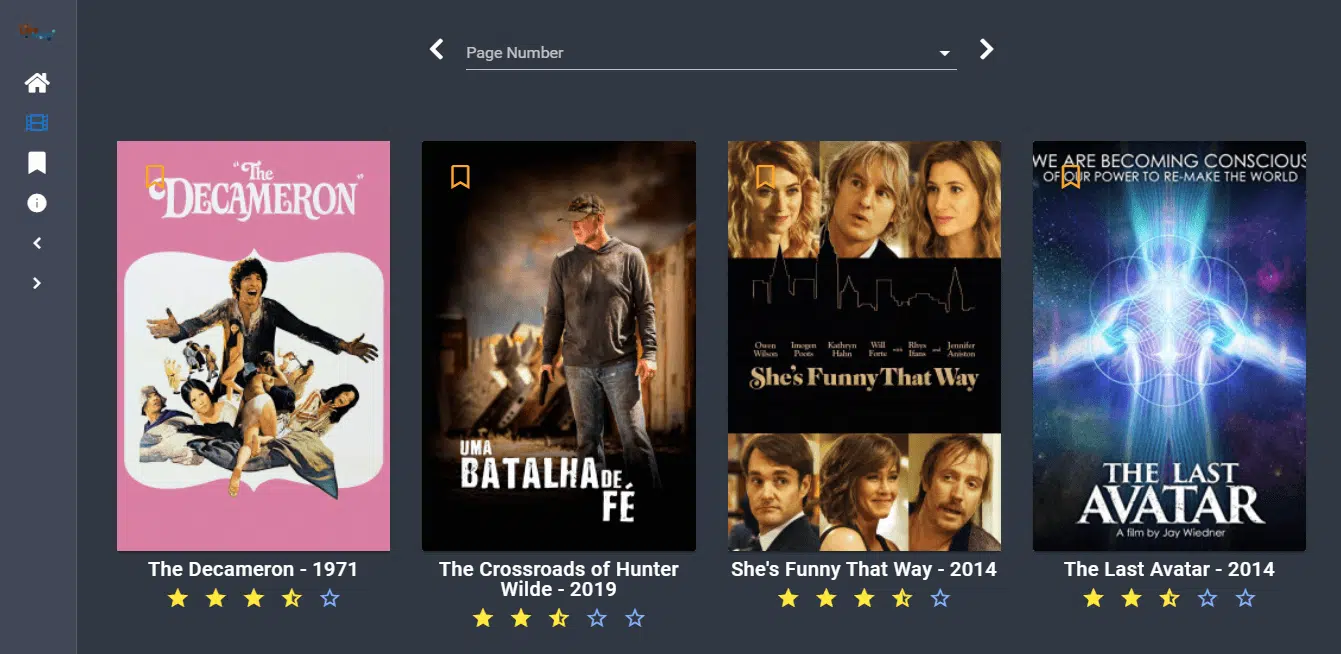 Page Number
"The
DECAMERON"
The Decameron - 1971
UMA
BATALHA DE
FÉ
The Crossroads of Hunter
Wilde - 2019
Owen Wilson Imogen Poots Kathryn Hahn Will Forte with Rhys Ifans and Jennifer Aniston
She's Funny That Way
She's Funny That Way - 2014
WE ARE BECOMING CONSCIOUS
OF OUR POWER TO RE-MAKE THE WORLD
THE LAST
AVATAR
A film by Jay Wiedner
The Last Avatar - 2014